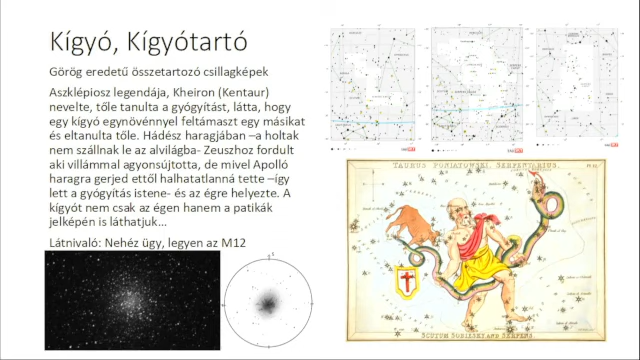 Kígyó, Kígyótartó
Görög eredetű összetartozó csillagképek
Aszklépiosz legendája, Kheiron (Kentaur)
nevelte, tőle tanulta a gyógyítást, látta, hogy
egy kígyó egynövénnyel feltámaszt egy másikat
és eltanulta tőle. Hádész haragjában –a holtak
nem szállnak le az alvilágba- Zeuszhoz fordult
aki villámmal agyonsújtotta, de mivel Apolló
haragra gerjed ettől halhatatlanná tette –így
lett a gyógyítás istene- és az égre helyezte. A
kígyót nem csak az égen hanem a patikák
jelképén is láthatjuk...
Látnivaló: Nehéz ügy, legyen az M12
TAURUS PONIATOWSKI, SERPENTARIUS,
SCUTUM SOBIESKY AND SERPENS.